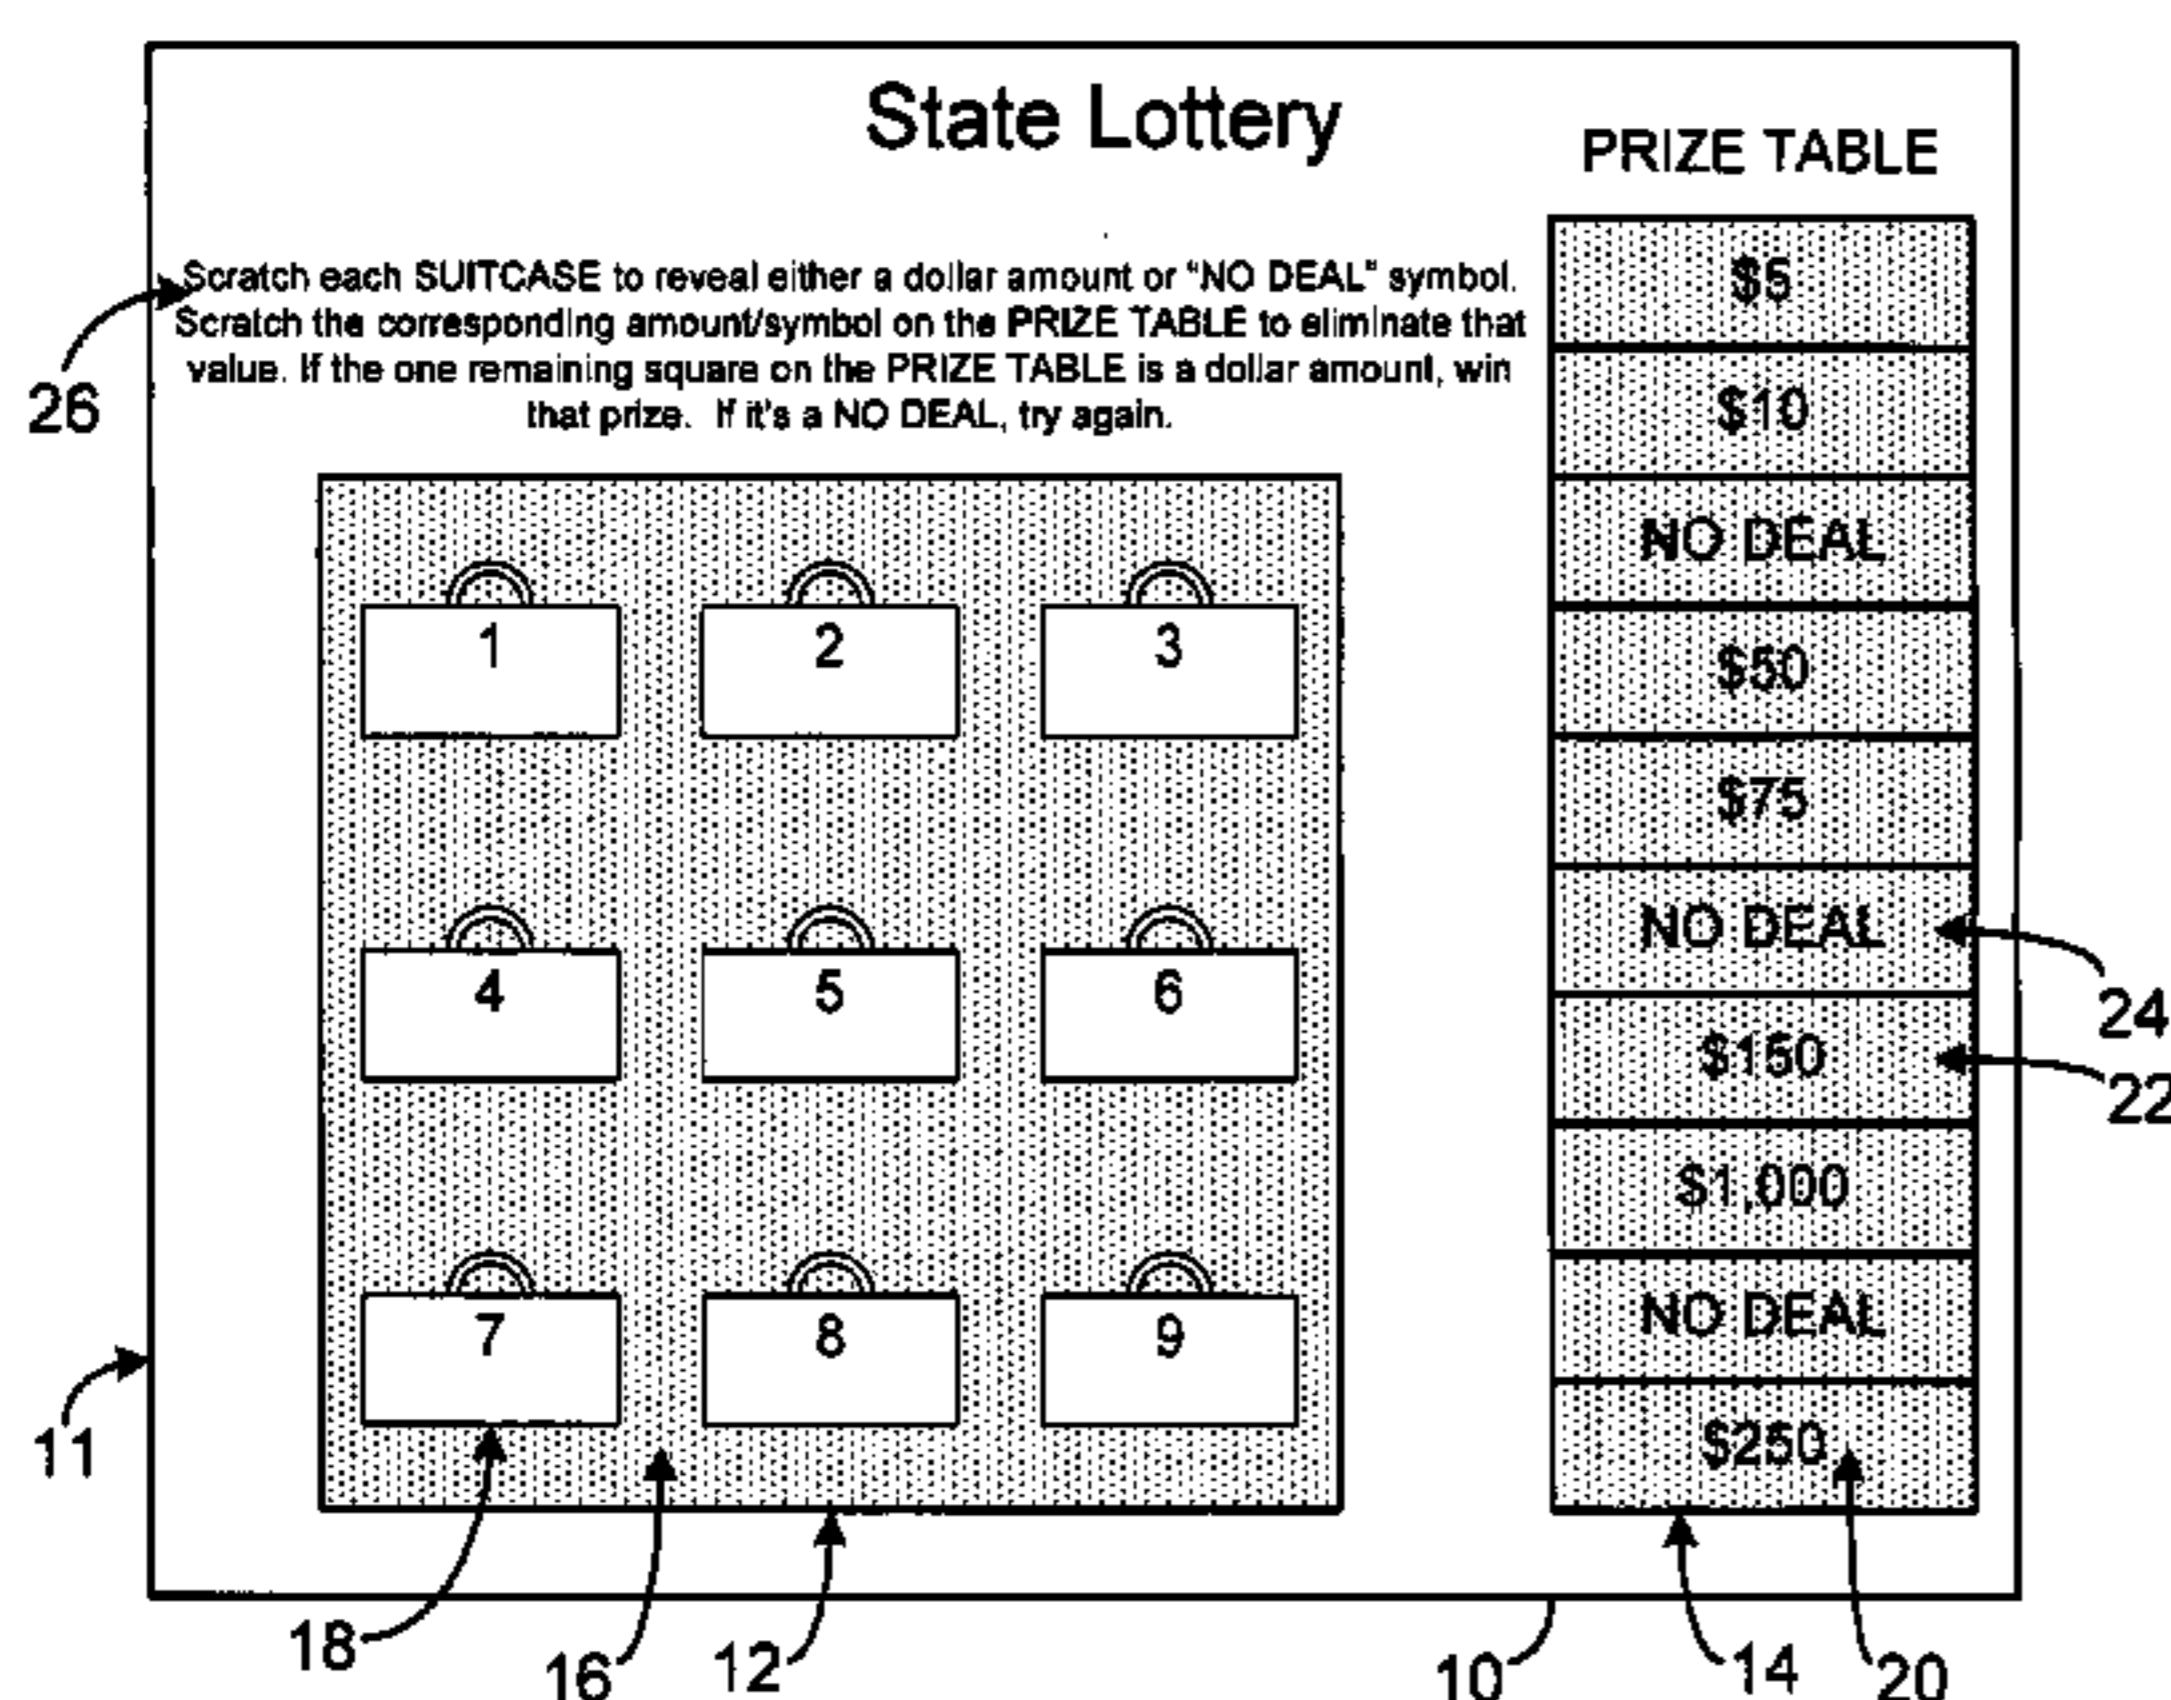 State Lottery
PRIZE TABLE
Scratch each SUITCASE to reveal either a dollar amount or "NO DEAL" symbol.
Scratch the corresponding amount/symbol on the PRIZE TABLE to eliminate that
value. If the one remaining square on the PRIZE TABLE is a dollar amount, win
that prize. If it's a NO DEAL, try again.
26
1
2
3
4
5
6
7
8
9
$5
$10
NO DEAL
$50
$75
NO DEAL
$150
$1,000
NO DEAL
$250
24
22
11
18
16
12
10
14
20